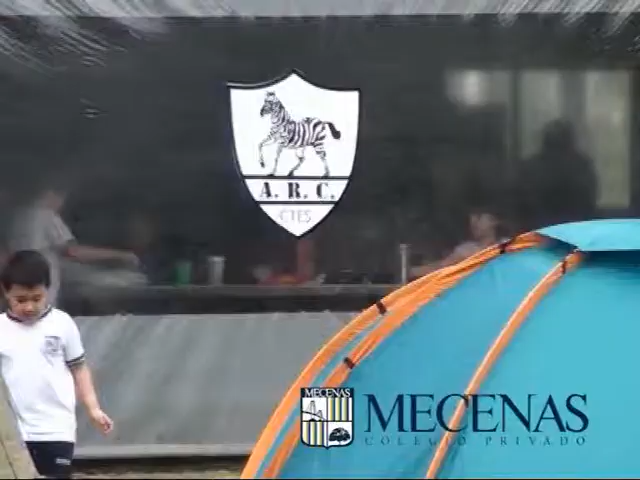 A. R. C.
CTES
MECENAS
MECENAS
COLEGIO PRIVADO